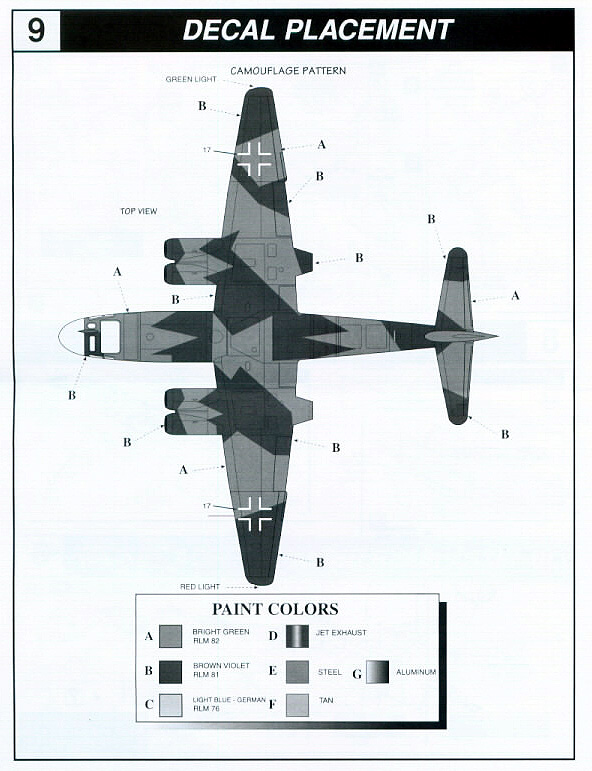 9
DECAL PLACEMENT
CAMOUFLAGE PATTERN
GREEN LIGHT
B
17
A
B
TOP VIEW
B
B
A
B
A
B
B
B
B
A
17
B
RED LIGHT
PAINT COLORS
A BRIGHT GREEN RLM 82
D JET EXHAUST
B BROWN VIOLET RLM 81
E STEEL
G ALUMINUM
C LIGHT BLUE - GERMAN RLM 76
F TAN